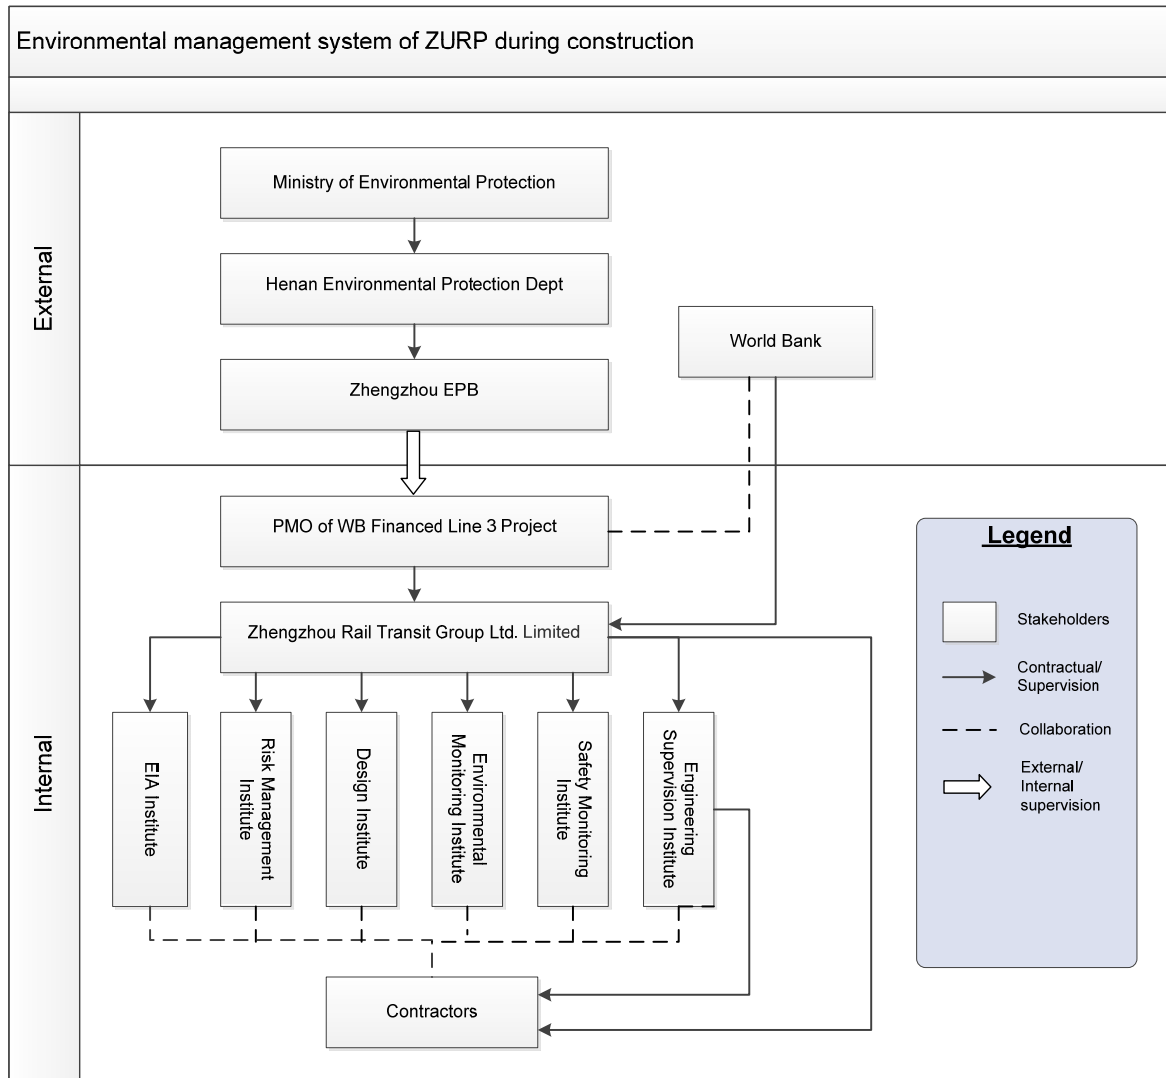 Environmental management system of ZURP during construction
External
Ministry of Environmental Protection
Henan Environmental Protection Dept
World Bank
Zhengzhou EPB
Internal
PMO of WB Financed Line 3 Project
Zhengzhou Rail Transit Group Ltd. Limited
EIA Institute
Risk Management
Institute
Design Institute
Environmental
Monitoring Institute
Safety Monitoring
Institute
Engineering
Supervision Institute
Contractors
Legend
Stakeholders
Contractual/
Supervision
Collaboration
External/
Internal
supervision